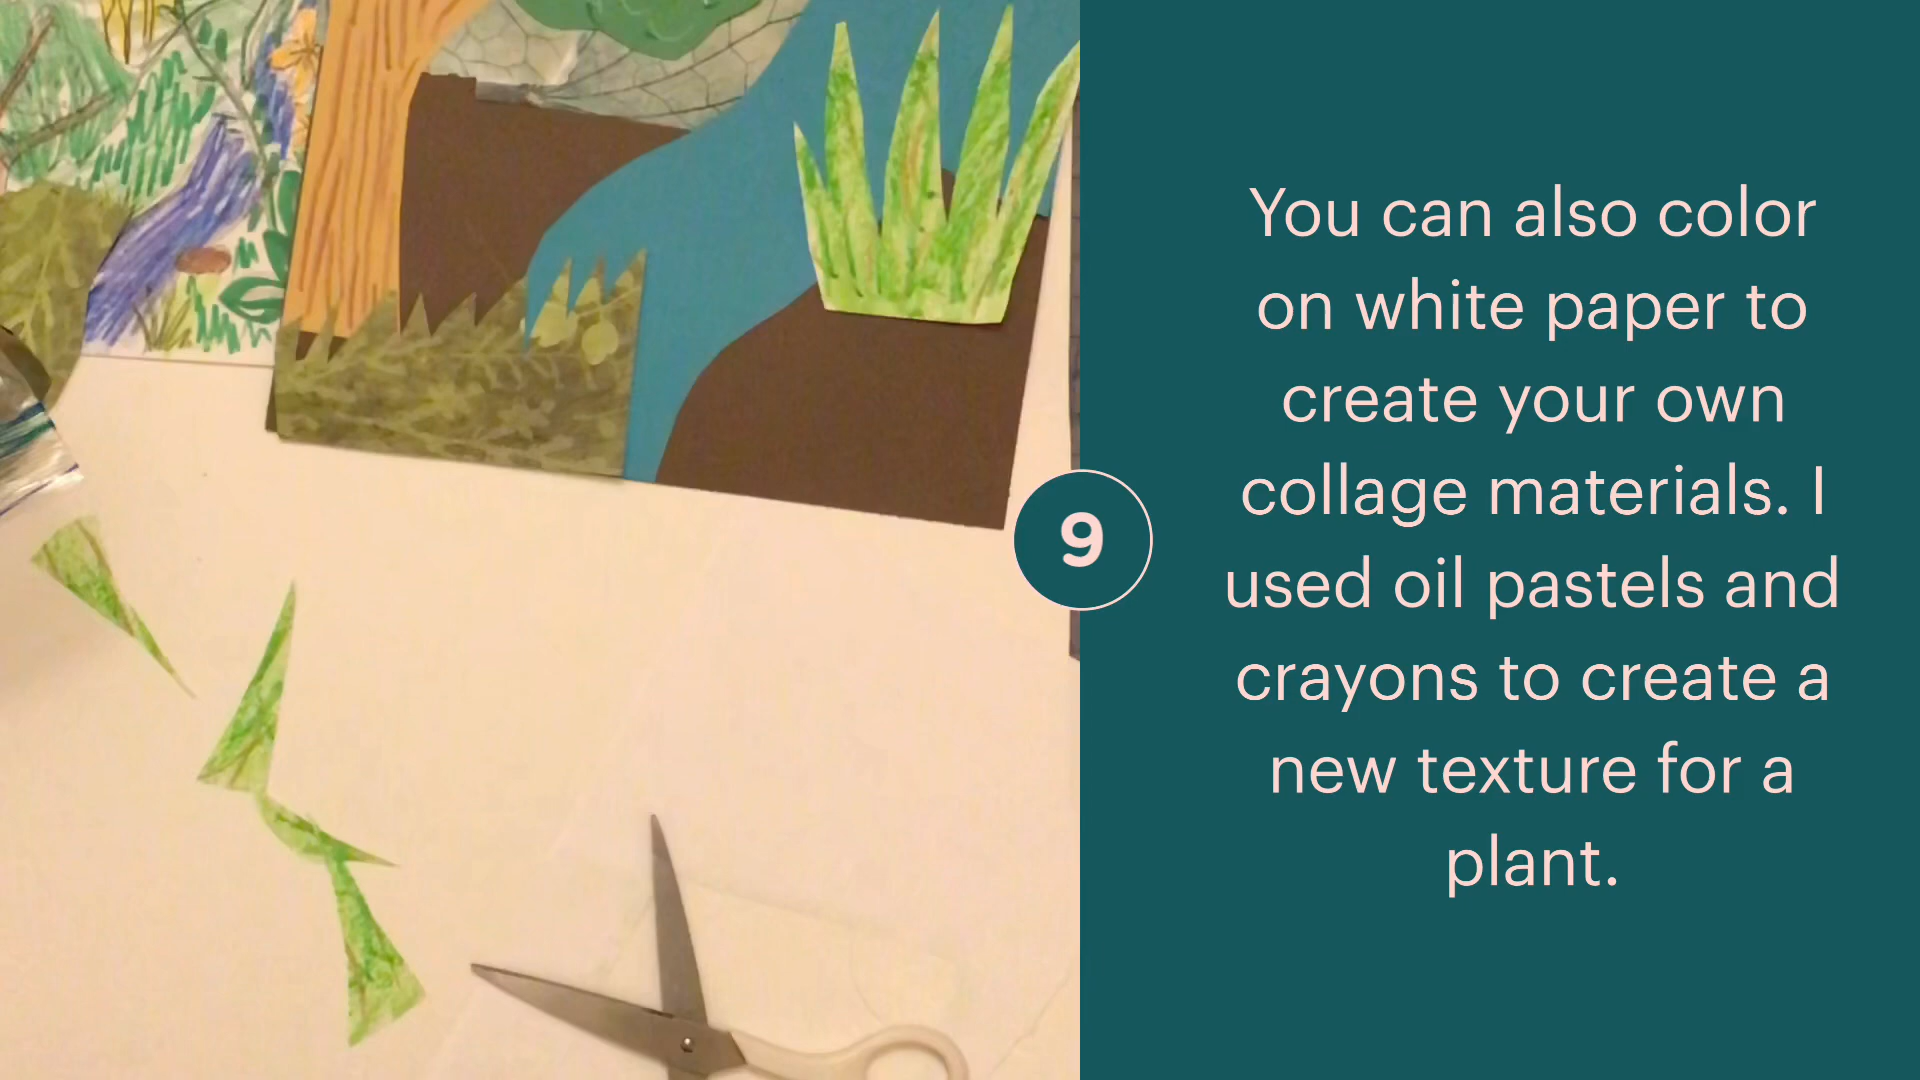 9
You can also color
on white paper to
create your own
collage materials. I
used oil pastels and
crayons to create a
new texture for a
plant.